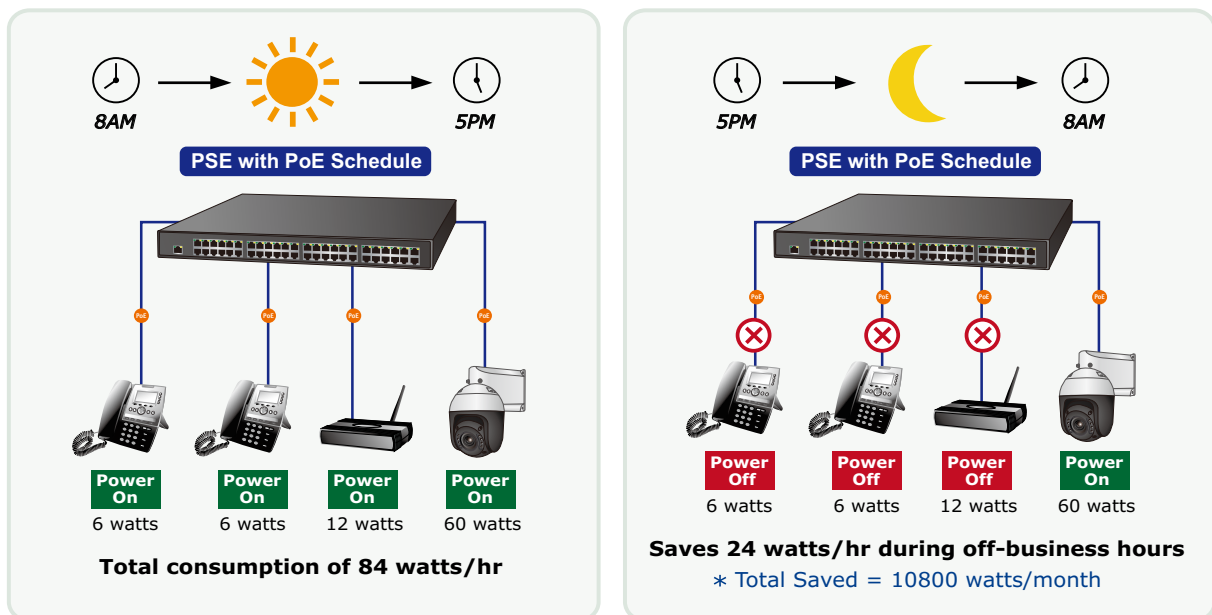 8AM
5PM
PSE with PoE Schedule
PoE
PoE
PoE
PoE
Power On
6 watts
Power On
6 watts
Power On
12 watts
Power On
60 watts
Total consumption of 84 watts/hr
5PM
8AM
PSE with PoE Schedule
PoE
PoE
PoE
PoE
Power Off
6 watts
Power Off
6 watts
Power Off
12 watts
Power On
60 watts
Saves 24 watts/hr during off-business hours
* Total Saved = 10800 watts/month